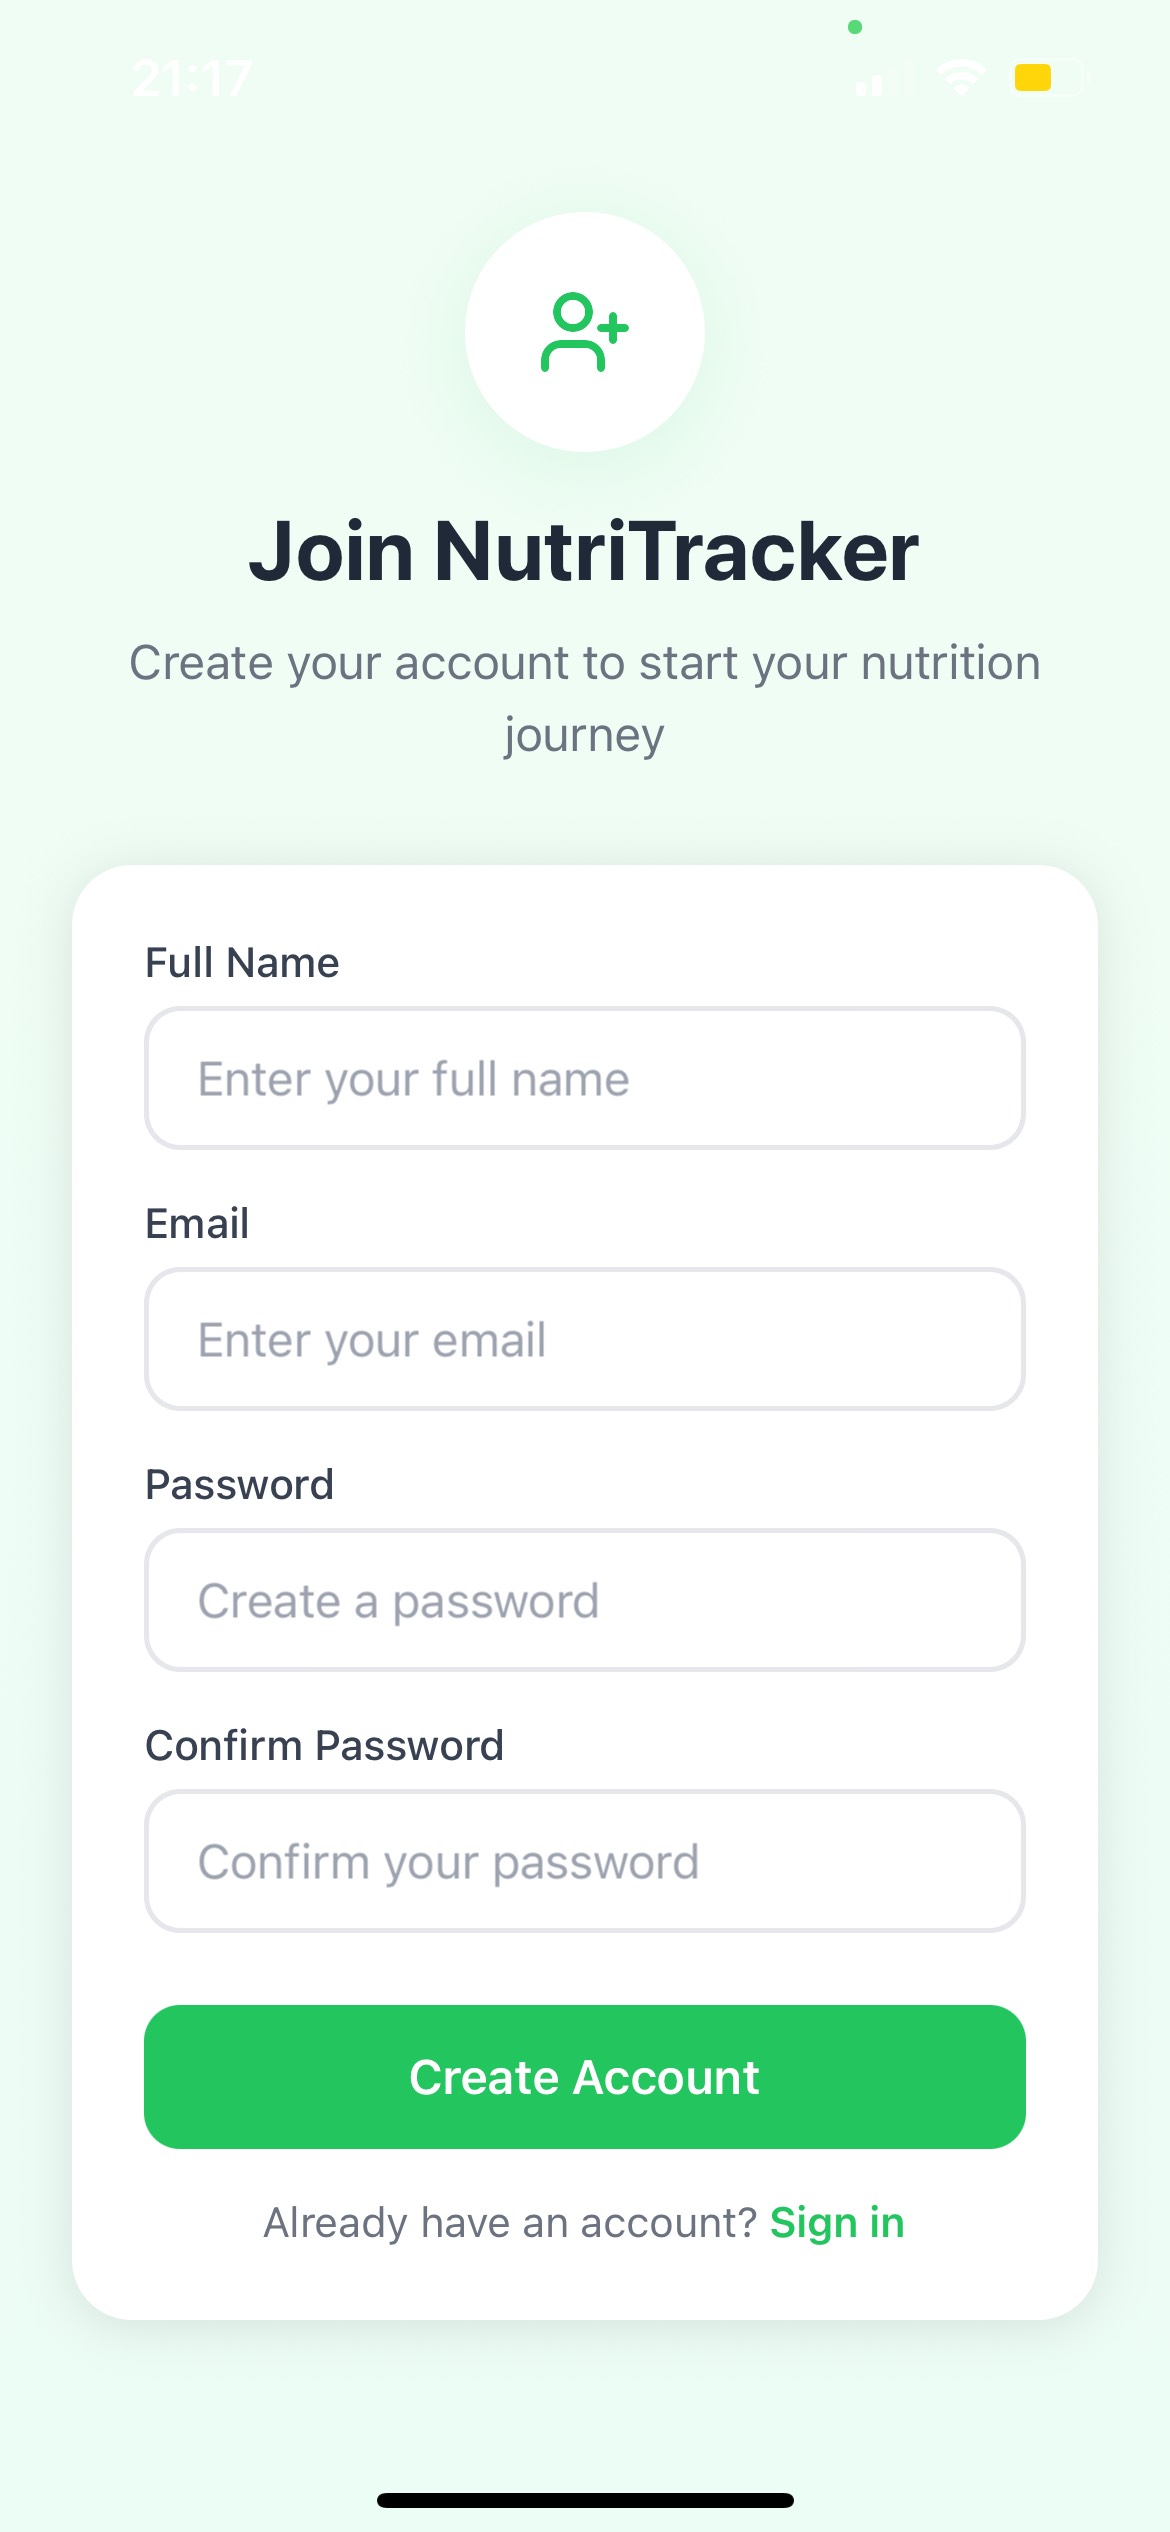 21:17
Join NutriTracker
Create your account to start your nutrition
journey
Full Name
Enter your full name
Email
Enter your email
Password
Create a password
Confirm Password
Confirm your password
Create Account
Already have an account? Sign in